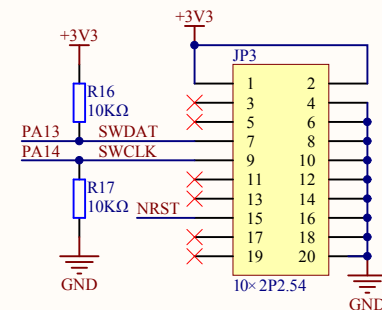 +3V3
+3V3
JP3
R16
10KΩ
1 2
3 4
5 6
PA13 SWDAT 7 8
PA14 SWCLK 9 10
11 12
R17
10KΩ
13 14
NRST 15 16
17 18
19 20
GND
10×2P2.54
GND